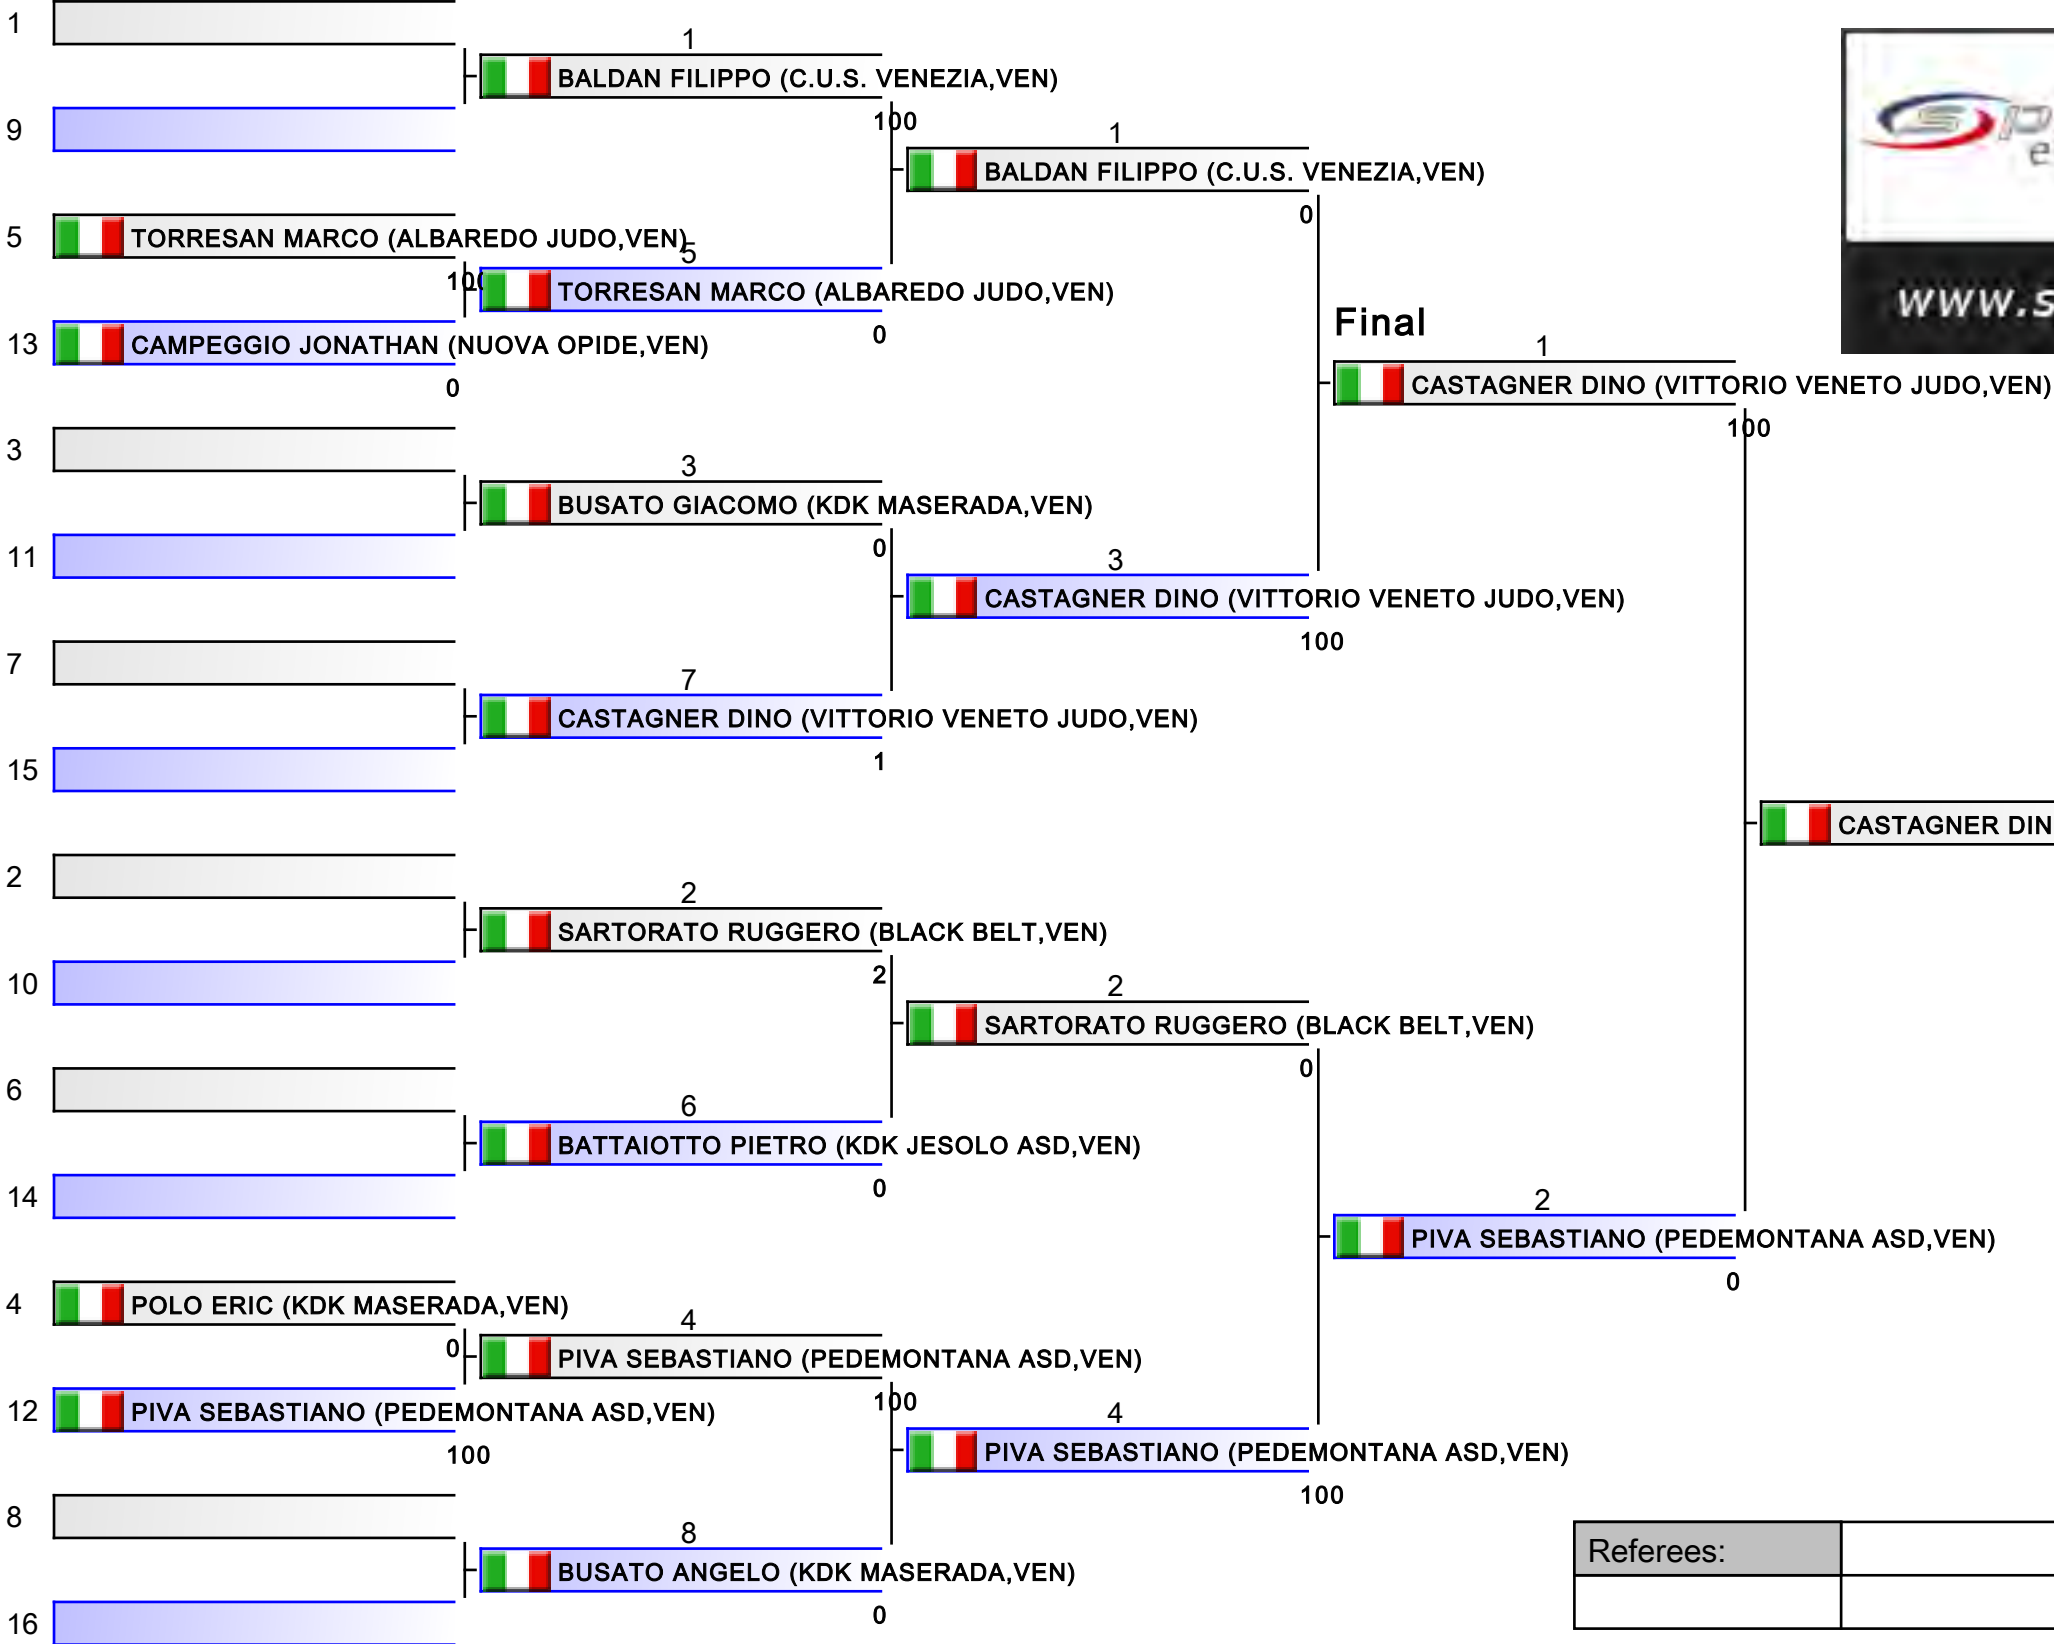 1
1
BALDAN FILIPPO (C.U.S. VENEZIA,VEN)
9
100
1
BALDAN FILIPPO (C.U.S. VENEZIA,VEN)
0
5
TORRESAN MARCO (ALBAREDO JUDO,VEN)
5
100
TORRESAN MARCO (ALBAREDO JUDO,VEN)
0
13
CAMPEGGIO JONATHAN (NUOVA OPIDE,VEN)
0
www.s
Final
1
CASTAGNER DINO (VITTORIO VENETO JUDO,VEN)
100
3
3
BUSATO GIACOMO (KDK MASERADA,VEN)
0
11
3
CASTAGNER DINO (VITTORIO VENETO JUDO,VEN)
100
7
7
CASTAGNER DINO (VITTORIO VENETO JUDO,VEN)
1
15
CASTAGNER DIN
2
2
SARTORATO RUGGERO (BLACK BELT,VEN)
2
10
2
SARTORATO RUGGERO (BLACK BELT,VEN)
0
6
6
BATTAIOTTO PIETRO (KDK JESOLO ASD,VEN)
0
14
2
PIVA SEBASTIANO (PEDEMONTANA ASD,VEN)
0
4
POLO ERIC (KDK MASERADA,VEN)
0
4
PIVA SEBASTIANO (PEDEMONTANA ASD,VEN)
100
12
PIVA SEBASTIANO (PEDEMONTANA ASD,VEN)
100
4
PIVA SEBASTIANO (PEDEMONTANA ASD,VEN)
100
8
8
BUSATO ANGELO (KDK MASERADA,VEN)
0
16
Referees: